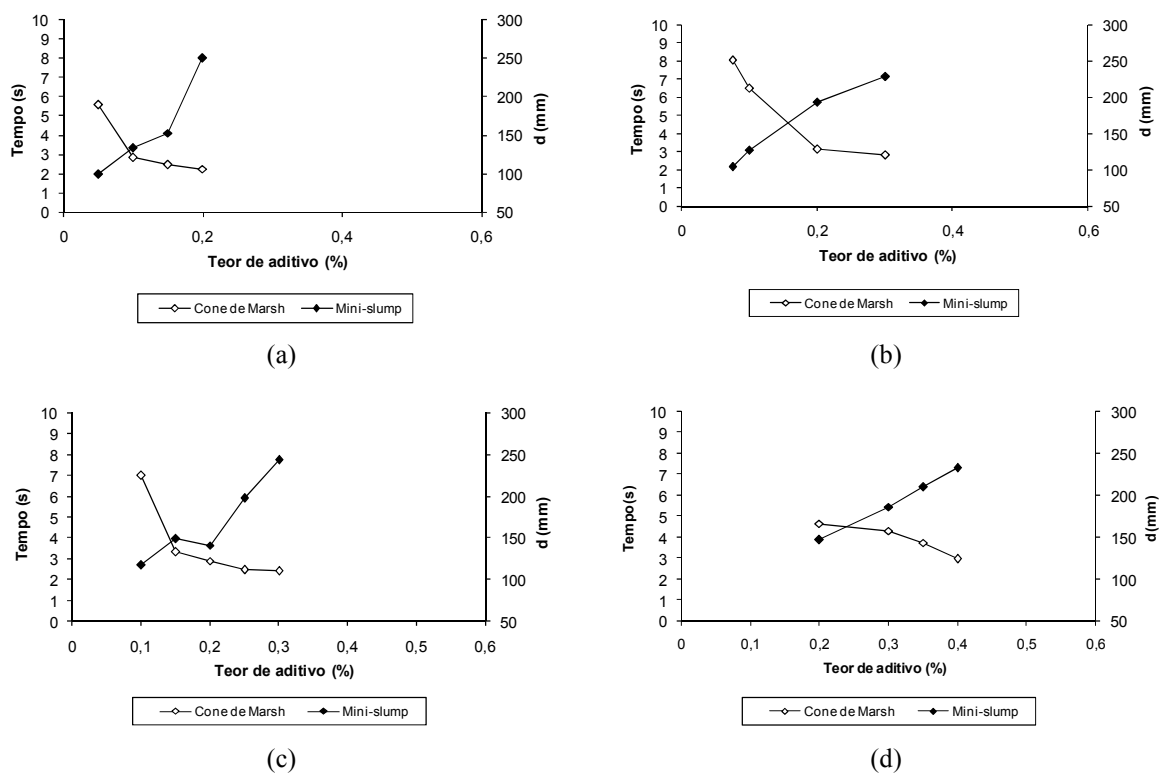 10
9
8
7
6
5
4
3
2
1
0
Tempo (s)
300
250
200
150
100
50
d (mm)
0 0,2 0,4 0,6
Teor de aditivo (%)
Cone de Marsh Mini-slump
(a)
10
9
8
7
6
5
4
3
2
1
0
Tempo (s)
300
250
200
150
100
50
d (mm)
0 0,2 0,4 0,6
Teor de aditivo (%)
Cone de Marsh Mini-slump
(b)
10
9
8
7
6
5
4
3
2
1
0
Tempo (s)
300
250
200
150
100
50
d (mm)
0 0,1 0,2 0,3 0,4 0,5 0,6
Teor de aditivo (%)
Cone de Marsh Mini-slump
(c)
10
9
8
7
6
5
4
3
2
1
0
Tempo(s)
300
250
200
150
100
50
d(mm)
0 0,1 0,2 0,3 0,4 0,5 0,6
Teor de aditivo (%)
Cone de Marsh Mini-slump
(d)